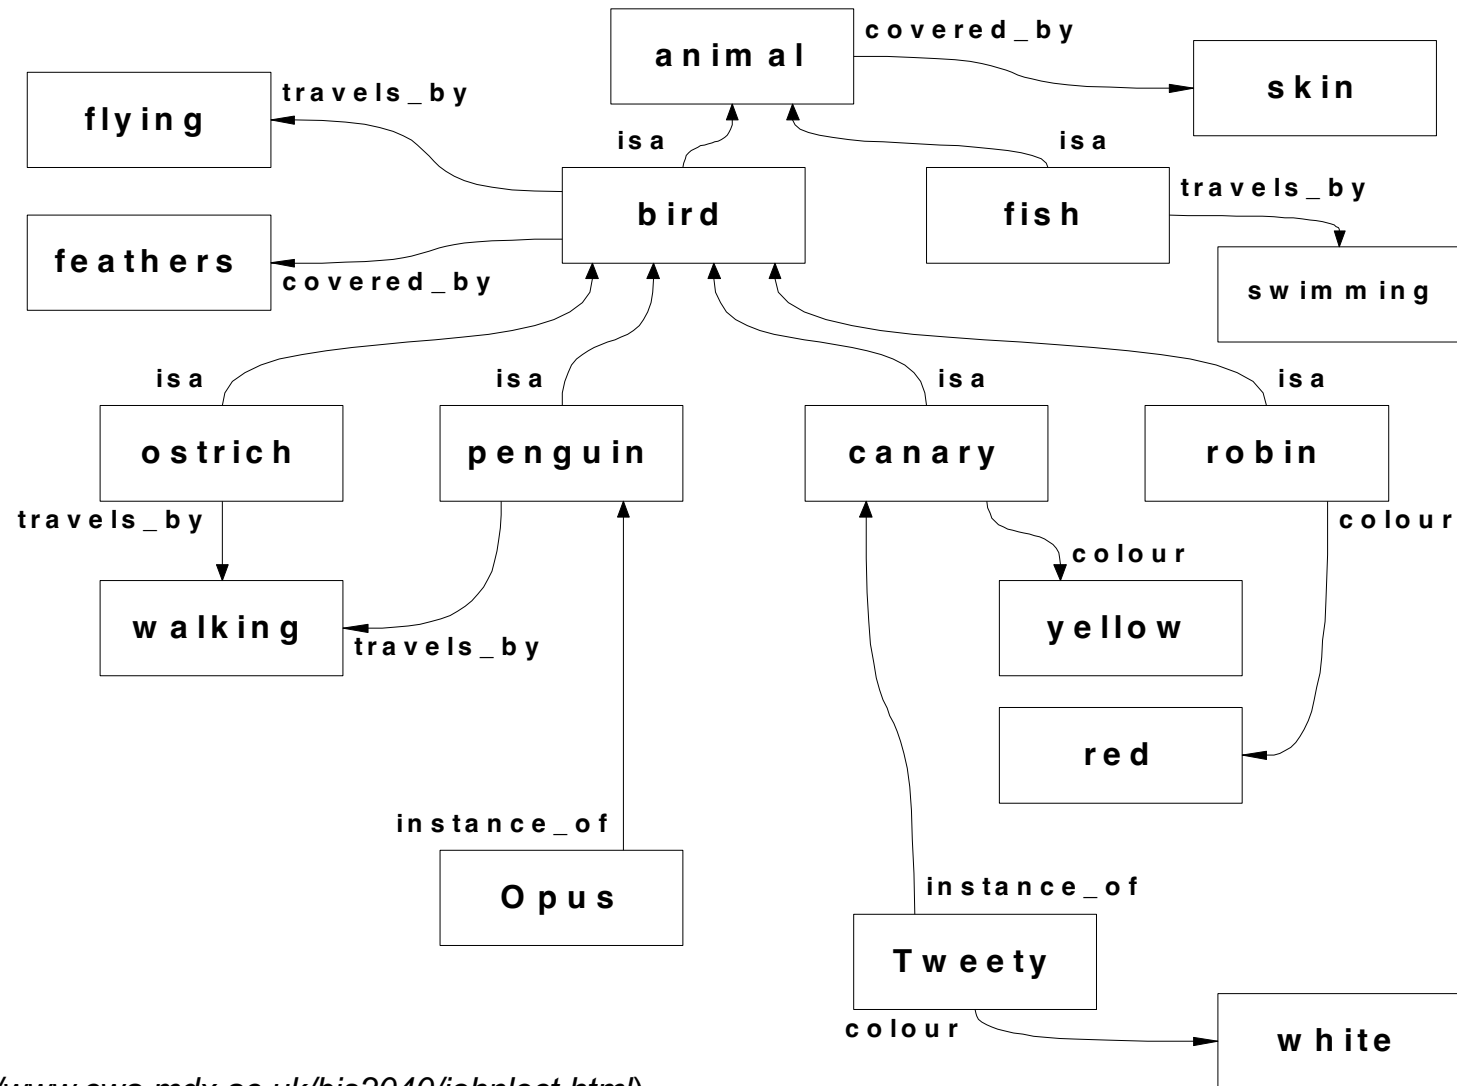 animal
covered_by
skin
flying
travels_by
isa
isa
bird
fish
travels_by
feathers
covered_by
swimming
isa
isa
isa
isa
ostrich
penguin
canary
robin
travels_by
colour
walking
travels_by
colour
yellow
red
instance_of
Opus
instance_of
Tweety
colour
white